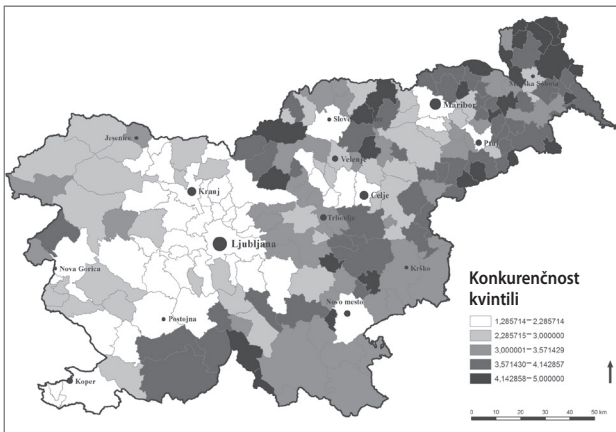 Murska Sobota
Maribor
Jesenice
Ptuj
Velenje
Kranj
Celje
Trbovlje
Ljubljana
Nova Gorica
Krško
Novo mesto
Postojna
Koper
Konkurenčnost
kvintili
1,285714–2,285714
2,285715–3,000000
3,000001–3,571429
3,571430–4,142857
4,142858–5,000000
0 10 20 30 40 50 km